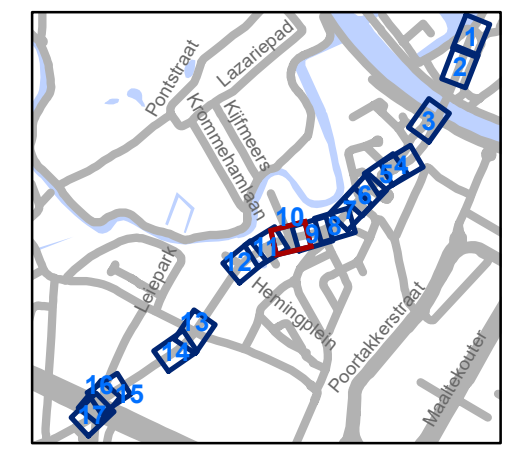 1
2
3
4
5
6
7
8
9
10
11
12
13
14
15
16
17
Pontstraat
Lazariepad
Kijfmeers
Krommehamlaan
Leiepark
Hemingplein
Poortakkerstraat
Maaltekouter